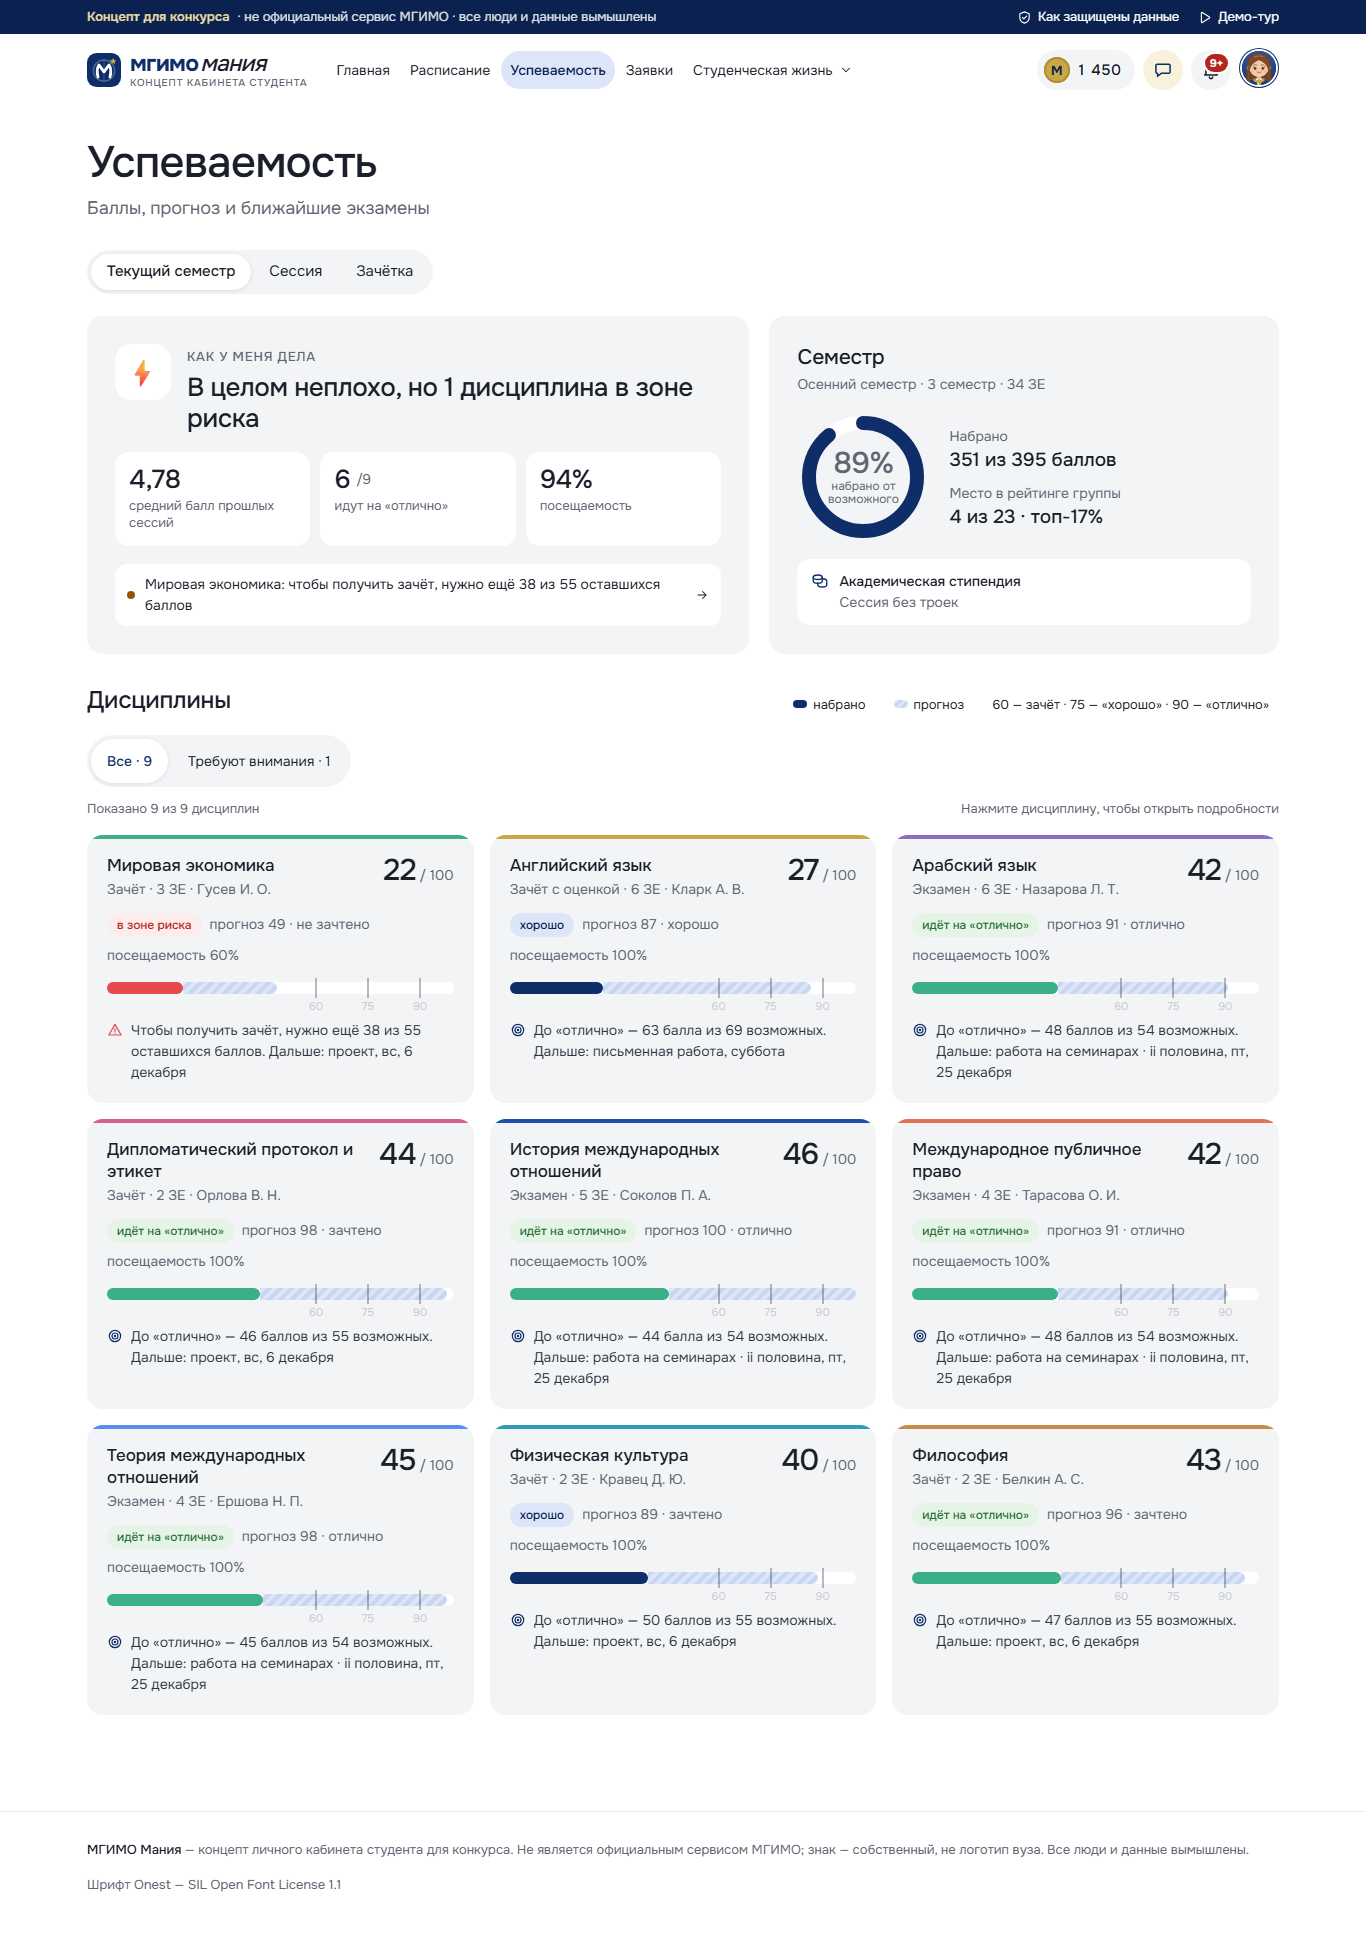 Концепт для конкурса · не официальный сервис МГИМО · все люди и данные вымышлены
Как защищены данные
Демо-тур
М
МГИМО Мания
КОНЦЕПТ КАБИНЕТА СТУДЕНТА
Главная
Расписание
Успеваемость
Заявки
Студенческая жизнь
М 1 450
9+
Успеваемость
Баллы, прогноз и ближайшие экзамены
Текущий семестр
Сессия
Зачётка
КАК У МЕНЯ ДЕЛА
В целом неплохо, но 1 дисциплина в зоне
риска
4,78
средний балл прошлых
сессий
6 /9
идут на «отлично»
94%
посещаемость
Мировая экономика: чтобы получить зачёт, нужно ещё 38 из 55 оставшихся
баллов
Семестр
Осенний семестр · 3 семестр · 34 ЗЕ
89%
набрано от
возможного
Набрано
351 из 395 баллов
Место в рейтинге группы
4 из 23 · топ-17%
Академическая стипендия
Сессия без троек
Дисциплины
набрано
прогноз
60 — зачёт · 75 — «хорошо» · 90 — «отлично»
Все · 9
Требуют внимания · 1
Показано 9 из 9 дисциплин
Нажмите дисциплину, чтобы открыть подробности
Мировая экономика
22 / 100
Зачёт · 3 ЗЕ · Гусев И. О.
в зоне риска прогноз 49 · не зачтено
посещаемость 60%
60 75 90
Чтобы получить зачёт, нужно ещё 38 из 55
оставшихся баллов. Дальше: проект, вс, 6
декабря
Английский язык
27 / 100
Зачёт с оценкой · 6 ЗЕ · Кларк А. В.
хорошо прогноз 87 · хорошо
посещаемость 100%
60 75 90
До «отлично» — 63 балла из 69 возможных.
Дальше: письменная работа, суббота
Арабский язык
42 / 100
Экзамен · 6 ЗЕ · Назарова Л. Т.
идёт на «отлично» прогноз 91 · отлично
посещаемость 100%
60 75 90
До «отлично» — 48 баллов из 54 возможных.
Дальше: работа на семинарах · ii половина, пт,
25 декабря
Дипломатический протокол и
этикет
44 / 100
Зачёт · 2 ЗЕ · Орлова В. Н.
идёт на «отлично» прогноз 98 · зачтено
посещаемость 100%
60 75 90
До «отлично» — 46 баллов из 55 возможных.
Дальше: проект, вс, 6 декабря
История международных
отношений
46 / 100
Экзамен · 5 ЗЕ · Соколов П. А.
идёт на «отлично» прогноз 100 · отлично
посещаемость 100%
60 75 90
До «отлично» — 44 балла из 54 возможных.
Дальше: работа на семинарах · ii половина, пт,
25 декабря
Международное публичное
право
42 / 100
Экзамен · 4 ЗЕ · Тарасова О. И.
идёт на «отлично» прогноз 91 · отлично
посещаемость 100%
60 75 90
До «отлично» — 48 баллов из 54 возможных.
Дальше: работа на семинарах · ii половина, пт,
25 декабря
Теория международных
отношений
45 / 100
Экзамен · 4 ЗЕ · Ершова Н. П.
идёт на «отлично» прогноз 98 · отлично
посещаемость 100%
60 75 90
До «отлично» — 45 баллов из 54 возможных.
Дальше: работа на семинарах · ii половина, пт,
25 декабря
Физическая культура
40 / 100
Зачёт · 2 ЗЕ · Кравец Д. Ю.
хорошо прогноз 89 · зачтено
посещаемость 100%
60 75 90
До «отлично» — 50 баллов из 55 возможных.
Дальше: проект, вс, 6 декабря
Философия
43 / 100
Зачёт · 2 ЗЕ · Белкин А. С.
идёт на «отлично» прогноз 96 · зачтено
посещаемость 100%
60 75 90
До «отлично» — 47 баллов из 55 возможных.
Дальше: проект, вс, 6 декабря
МГИМО Мания — концепт личного кабинета студента для конкурса. Не является официальным сервисом МГИМО; знак — собственный, не логотип вуза. Все люди и данные вымышлены.
Шрифт Onest — SIL Open Font License 1.1